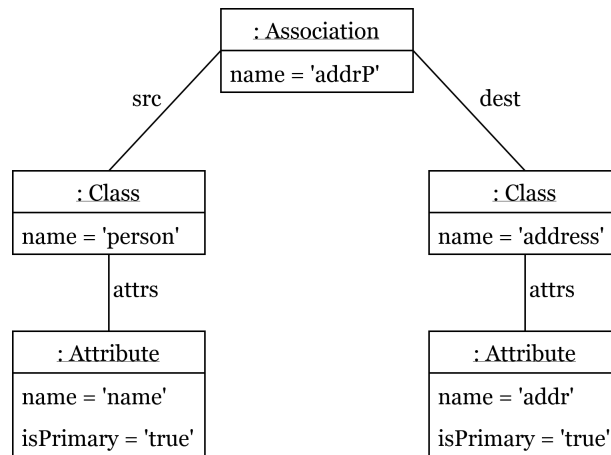 : Association
name = 'addrP'
src
dest
: Class
name = 'person'
: Class
name = 'address'
attrs
attrs
: Attribute
name = 'name'
isPrimary = 'true'
: Attribute
name = 'addr'
isPrimary = 'true'